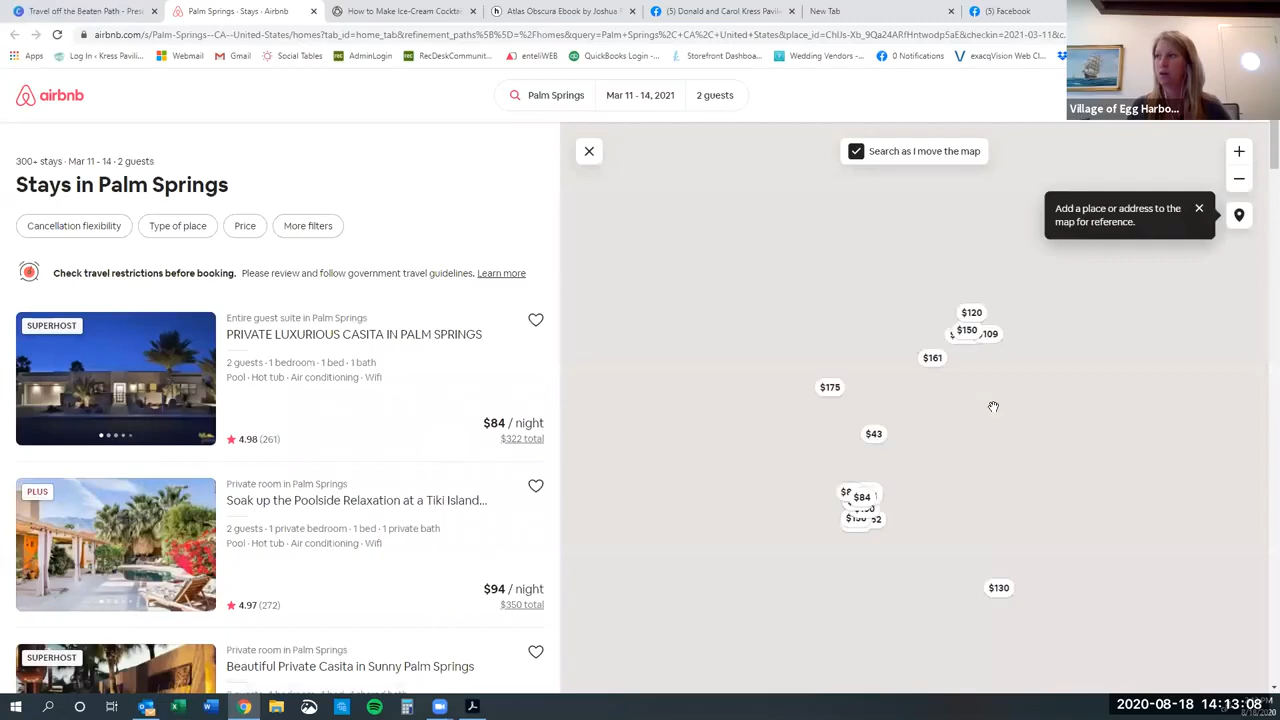 Travel off the Beaten Path - Prese
Palm Springs - Stays - Airbnb
How to Make Ice-Cream Cockta
Atlas Obscura Ebook by Joshua F
(3) Donald and Carol Kress Pavil
New Tab
(3) Facebook
airbnb.com/s/Palm-Springs--CA--United-States/homes?tab_id=home_tab&refinement_paths%5B%5D=%2Fhomes&query=Palm+Springs%2C+CA%2C+United+States&place_id=ChIJs-Xb_9Qa24ARfHntwodp5aE&checkin=2021-03-11&c
Apps
Log In ‹ Kress Pavili...
Webmail
Gmail
Social Tables
AdminLogin
RecDeskCommunit...
enteliWEB
QuickBooks Login -...
Storefront Dashboa...
Wedding Vendors -...
0 Notifications
exacqVision Web Cl...
Village of Egg Harbo...
airbnb
Palm Springs
Mar 11 - 14, 2021
2 guests
300+ stays · Mar 11 - 14 · 2 guests
Stays in Palm Springs
Cancellation flexibility
Type of place
Price
More filters
Check travel restrictions before booking. Please review and follow government travel guidelines. Learn more
SUPERHOST
Entire guest suite in Palm Springs
PRIVATE LUXURIOUS CASITA IN PALM SPRINGS
2 guests · 1 bedroom · 1 bed · 1 bath
Pool · Hot tub · Air conditioning · Wifi
$84 / night
4.98 (261)
$322 total
PLUS
Private room in Palm Springs
Soak up the Poolside Relaxation at a Tiki Island...
2 guests · 1 private bedroom · 1 bed · 1 private bath
Pool · Hot tub · Air conditioning · Wifi
$94 / night
4.97 (272)
$350 total
SUPERHOST
Private room in Palm Springs
Beautiful Private Casita in Sunny Palm Springs
Search as I move the map
Add a place or address to the
map for reference.
$120
$150
109
$161
$175
$43
$84
$130
2020-08-18 14:13:08